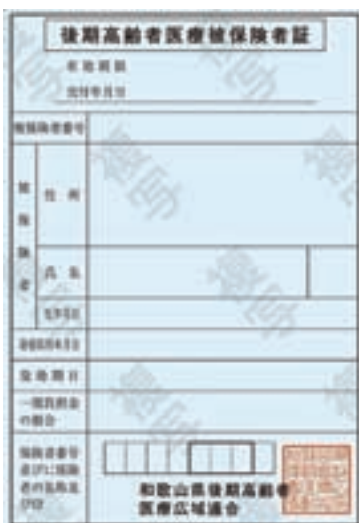 後期高齢者医療被保険者証
有効期限
交付年月日
被保険者番号
被保険者
住所
氏名
生年月日
資格取得年月日
発効期日
一部負担金
の割合
保険者番号
並びに保険
者の名称及
び印
和歌山県後期高齢者
医療広域連合